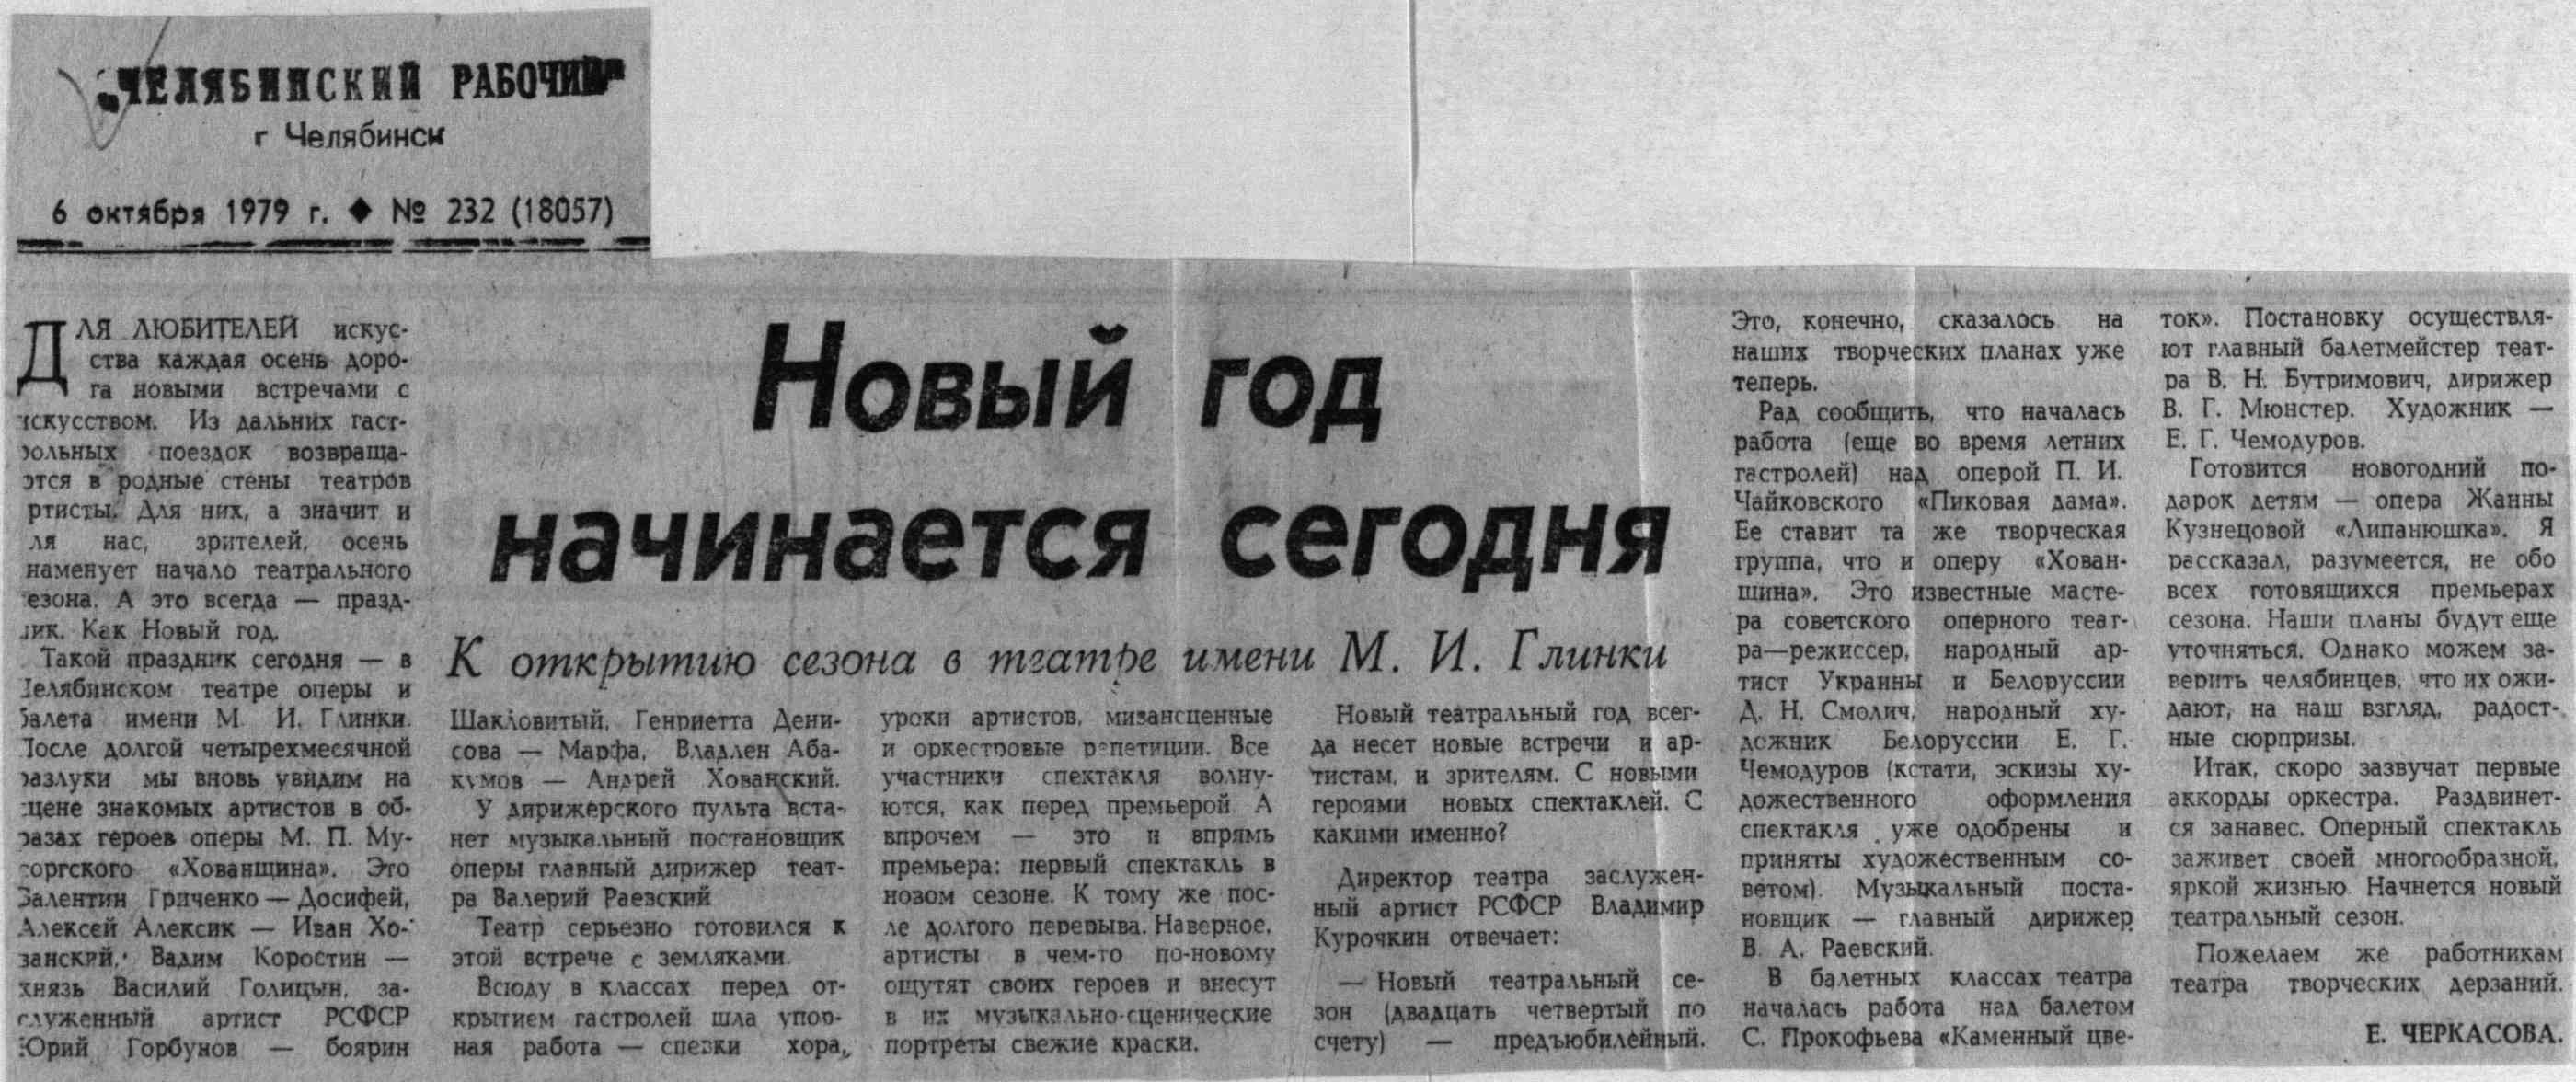 „ЧЕЛЯБИНСКИЙ РАБОЧИЙ"
г Челябинск
6 октября 1979 г. ◆ № 232 (18057)
Новый год
начинается сегодня
К открытию сезона в театре имени М. И. Глинки
ДЛЯ ЛЮБИТЕЛЕЙ искус-
ства каждая осень доро-
га новыми встречами с
искусством. Из дальних гаст-
рольных поездок возвраща-
ются в родные стены театров
артисты. Для них, а значит и
для нас, зрителей, осень
знаменует начало театрального
сезона. А это всегда — празд-
ник. Как Новый год.
Такой праздник сегодня — в
Челябинском театре оперы и
балета имени М. И. Глинки.
После долгой четырехмесячной
разлуки мы вновь увидим на
сцене знакомых артистов в об-
разах героев оперы М. П. Му-
соргского «Хованщина». Это
Валентин Гриченко — Досифей,
Алексей Алексик — Иван Хо-
ванский, Вадим Коростин —
князь Василий Голицын, за-
служенный артист РСФСР
Юрий Горбунов — боярин
Шакловитый, Генриетта Дени-
сова — Марфа, Владлен Аба-
кумов — Андрей Хованский.
У дирижерского пульта вста-
нет музыкальный постановщик
оперы главный дирижер теат-
ра Валерий Раевский
Театр серьезно готовился к
этой встрече с земляками.
Всюду в классах перед от-
крытием гастролей шла упор-
ная работа — спевки хора,
уроки артистов, мизансценные
и оркестровые репетиции. Все
участники спектакля волну-
ются, как перед премьерой. А
впрочем — это и впрямь
премьера: первый спектакль в
новом сезоне. К тому же пос-
ле долгого перерыва. Наверное,
артисты в чем-то по-новому
ощутят своих героев и внесут
в их музыкально-сценические
портреты свежие краски.
Новый театральный год всег-
да несет новые встречи и ар-
тистам, и зрителям. С новыми
героями новых спектаклей. С
какими именно?
Директор театра заслужен-
ный артист РСФСР Владимир
Курочкин отвечает:
— Новый театральный се-
зон (двадцать четвертый по
счету) — предъюбилейный.
Это, конечно, сказалось на
наших творческих планах уже
теперь.
Рад сообщить, что началась
работа (еще во время летних
гастролей) над оперой П. И.
Чайковского «Пиковая дама».
Ее ставит та же творческая
группа, что и оперу «Хован-
щина». Это известные масте-
ра советского оперного теат-
ра—режиссер, народный ар-
тист Украины и Белоруссии
Д. Н. Смолич, народный ху-
дожник Белоруссии Е. Г.
Чемодуров (кстати, эскизы ху-
дожественного оформления
спектакля уже одобрены и
приняты художественным со-
ветом). Музыкальный поста-
новщик — главный дирижер
В. А. Раевский.
В балетных классах театра
началась работа над балетом
С. Прокофьева «Каменный цве-
ток». Постановку осуществля-
ют главный балетмейстер теат-
ра В. Н. Бутримович, дирижер
В. Г. Мюнстер. Художник —
Е. Г. Чемодуров.
Готовится новогодний по-
дарок детям — опера Жанны
Кузнецовой «Липанюшка». Я
рассказал, разумеется, не обо
всех готовящихся премьерах
сезона. Наши планы будут еще
уточняться. Однако можем за-
верить челябинцев, что их ожи-
дают, на наш взгляд, радост-
ные сюрпризы.
Итак, скоро зазвучат первые
аккорды оркестра. Раздвинет-
ся занавес. Оперный спектакль
заживет своей многообразной,
яркой жизнью. Начнется новый
театральный сезон.
Пожелаем же работникам
театра творческих дерзаний.
Е. ЧЕРКАСОВА.